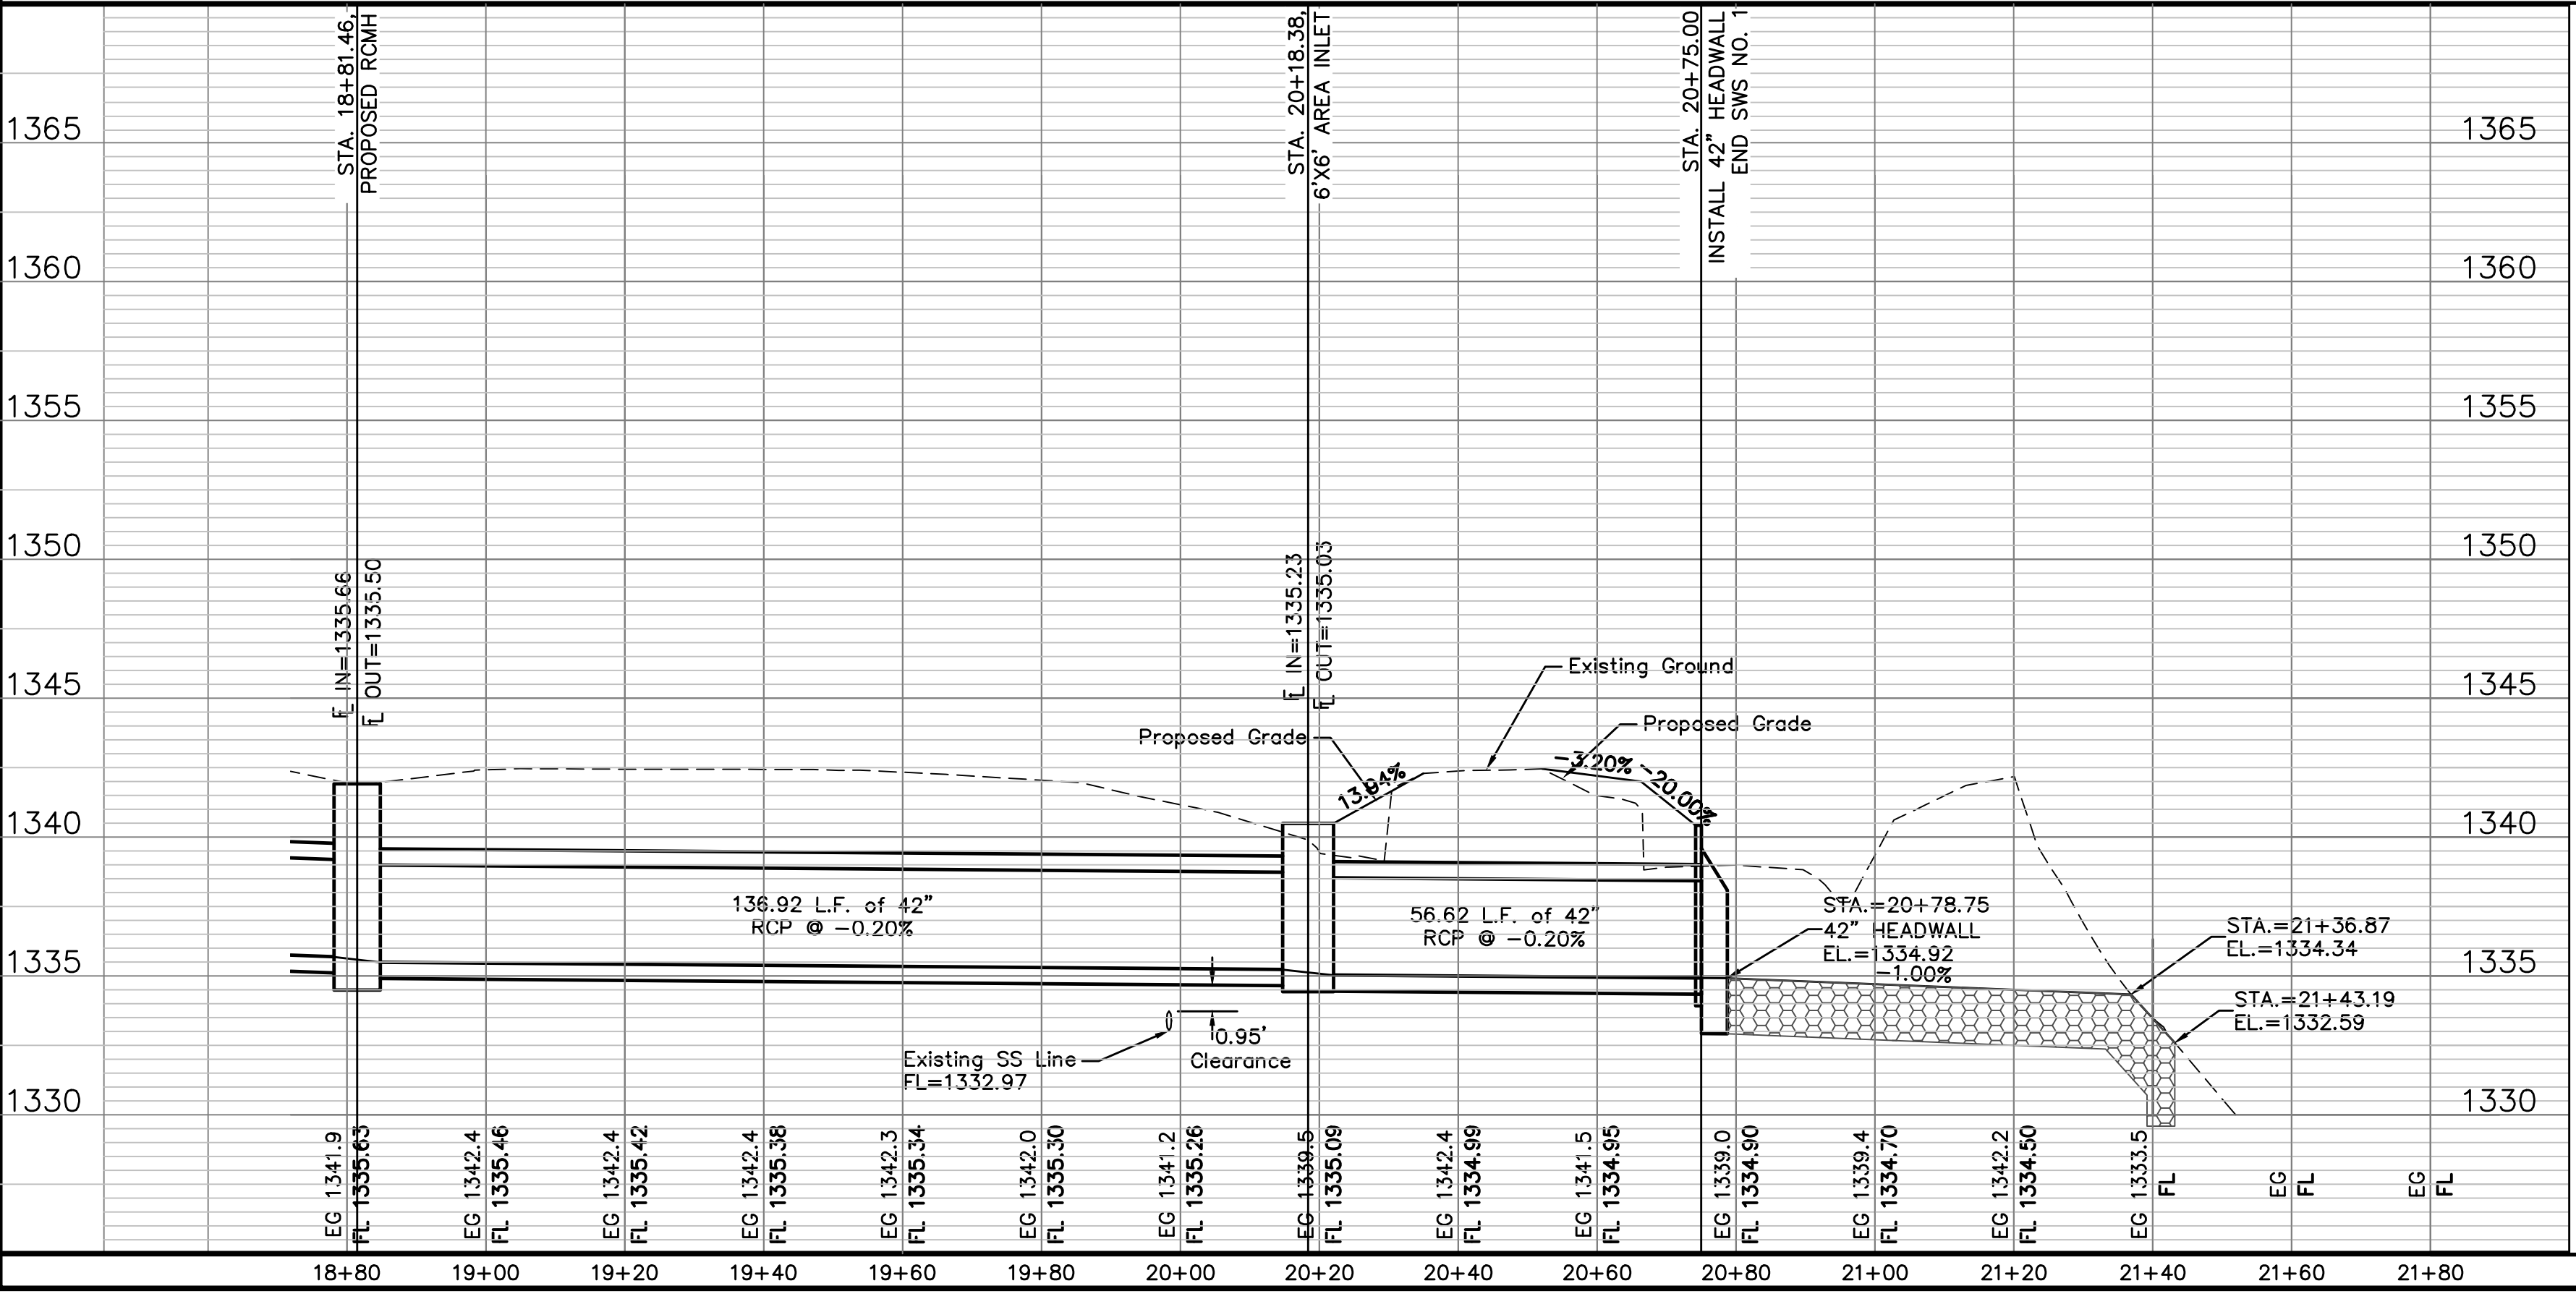 STA. 18+81.46,
PROPOSED RCMH
STA. 20+18.38,
6'X6' AREA INLET
STA. 20+75.00
INSTALL 42" HEADWALL
END SWS NO. 1
1365
1365
1360
1360
1355
1355
1350
1350
1345
1345
1340
1340
1335
1335
1330
1330
FL IN=1335.66
FL OUT=1335.50
FL IN=1335.23
FL OUT=1335.03
Existing Ground
Proposed Grade
Proposed Grade
13.94%
-3.20%
-20.00%
136.92 L.F. of 42"
RCP @ -0.20%
56.62 L.F. of 42"
RCP @ -0.20%
STA.=20+78.75
42" HEADWALL
EL.=1334.92
-1.00%
STA.=21+36.87
EL.=1334.34
STA.=21+43.19
EL.=1332.59
0.95'
Clearance
Existing SS Line
FL=1332.97
EG 1341.9
FL 1335.63
EG 1342.4
FL 1335.46
EG 1342.4
FL 1335.42
EG 1342.4
FL 1335.38
EG 1342.3
FL 1335.34
EG 1342.0
FL 1335.30
EG 1341.2
FL 1335.26
EG 1339.5
FL 1335.09
EG 1342.4
FL 1334.99
EG 1341.5
FL 1334.95
EG 1339.0
FL 1334.90
EG 1339.4
FL 1334.70
EG 1342.2
FL 1334.50
EG 1333.5
FL
EG
FL
EG
FL
18+80
19+00
19+20
19+40
19+60
19+80
20+00
20+20
20+40
20+60
20+80
21+00
21+20
21+40
21+60
21+80